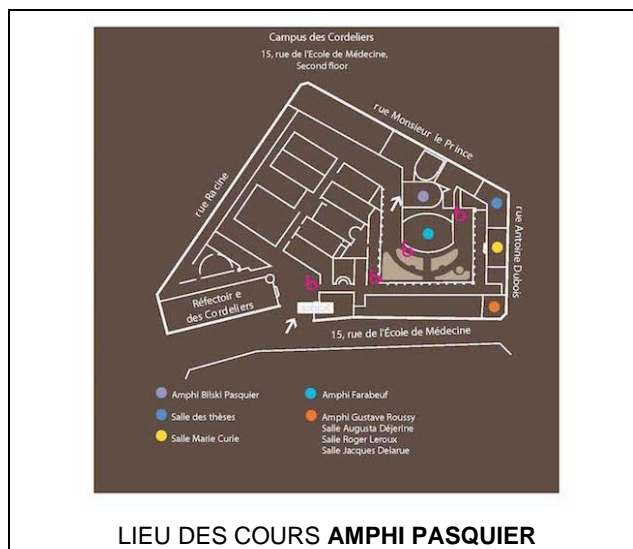 Campus des Cordeliers
15, rue de l'Ecole de Médecine,
Second floor
rue Monsieur le Prince
rue Racine
rue Antoine Dubois
Réfectoire
des Cordeliers
15, rue de l'École de Médecine
Amphi Bilski Pasquier
Salle des thèses
Salle Marie Curie
Amphi Farabeuf
Amphi Gustave Roussy
Salle Augusta Déjerine
Salle Roger Leroux
Salle Jacques Delarue
LIEU DES COURS AMPHI PASQUIER